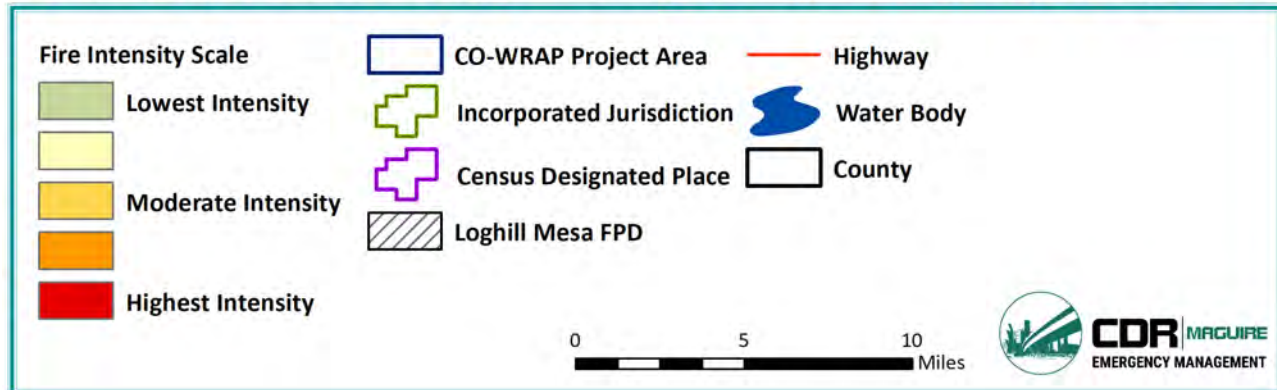 Fire Intensity Scale
Lowest Intensity
Moderate Intensity
Highest Intensity
CO-WRAP Project Area
Incorporated Jurisdiction
Census Designated Place
Loghill Mesa FPD
Highway
Water Body
County
0 5 10
Miles
CDR MAGUIRE
EMERGENCY MANAGEMENT